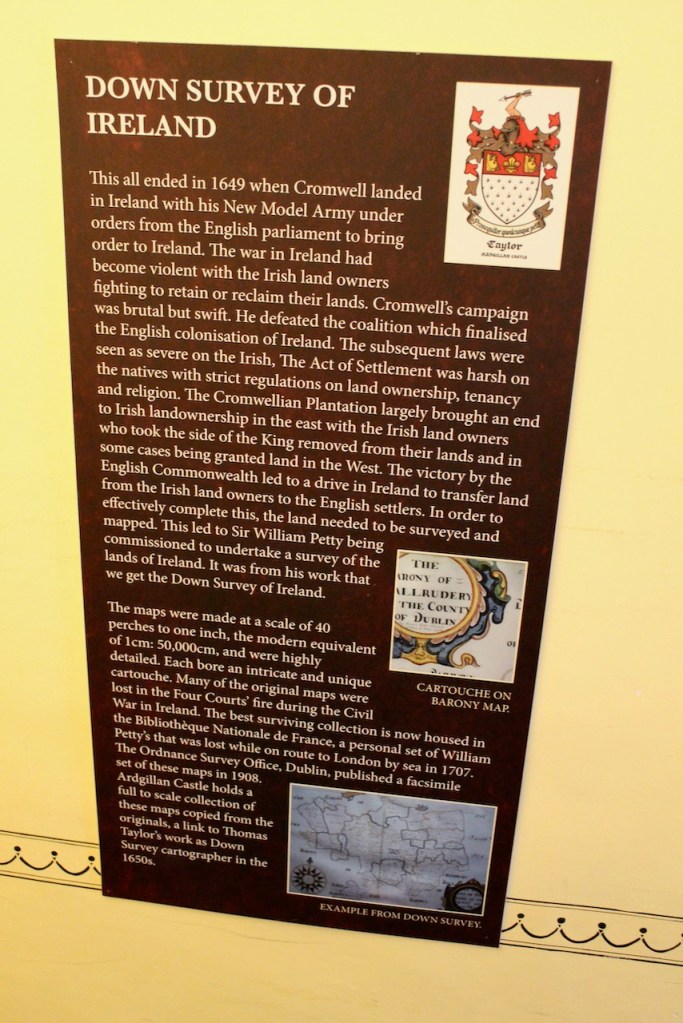 DOWN SURVEY OF
IRELAND
Taylor
ARDGILLAN CASTLE
This all ended in 1649 when Cromwell landed
in Ireland with his New Model Army under
orders from the English parliament to bring
order to Ireland. The war in Ireland had
become violent with the Irish land owners
fighting to retain or reclaim their lands. Cromwell's campaign
was brutal but swift. He defeated the coalition which finalised
the English colonisation of Ireland. The subsequent laws were
seen as severe on the Irish, The Act of Settlement was harsh on
the natives with strict regulations on land ownership, tenancy
and religion. The Cromwellian Plantation largely brought an end
to Irish landownership in the east with the Irish land owners
who took the side of the King removed from their lands and in
some cases being granted land in the West. The victory by the
English Commonwealth led to a drive in Ireland to transfer land
from the Irish land owners to the English settlers. In order to
effectively complete this, the land needed to be surveyed and
mapped. This led to Sir William Petty being
commissioned to undertake a survey of the
lands of Ireland. It was from his work that
we get the Down Survey of Ireland.
THE
ARONY OF
ALLRUDERY
THE COUNTY
OF DUBLIN
CARTOUCHE ON
BARONY MAP.
The maps were made at a scale of 40
perches to one inch, the modern equivalent
of 1cm: 50,000cm, and were highly
detailed. Each bore an intricate and unique
cartouche. Many of the original maps were
lost in the Four Courts' fire during the Civil
War in Ireland. The best surviving collection is now housed in
the Bibliothèque Nationale de France, a personal set of William
Petty's that was lost while on route to London by sea in 1707.
The Ordnance Survey Office, Dublin, published a facsimile
set of these maps in 1908.
Ardgillan Castle holds a
full to scale collection of
these maps copied from the
originals, a link to Thomas
Taylor's work as Down
Survey cartographer in the
1650s.
EXAMPLE FROM DOWN SURVEY.